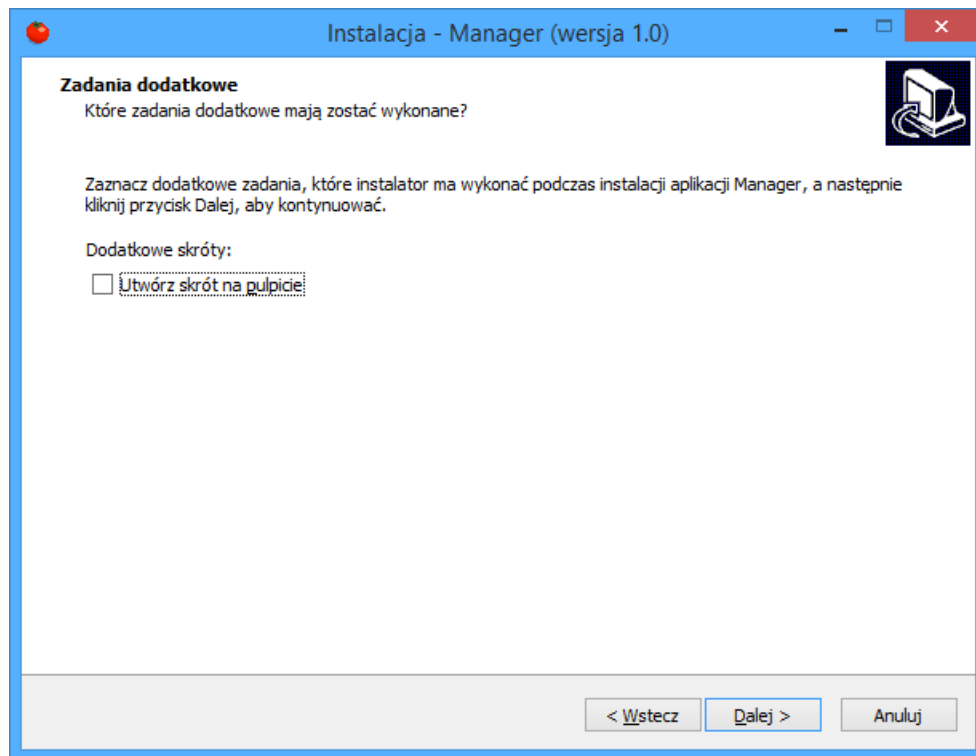 Instalacja - Manager (wersja 1.0)
Zadania dodatkowe
Które zadania dodatkowe mają zostać wykonane?
Zaznacz dodatkowe zadania, które instalator ma wykonać podczas instalacji aplikacji Manager, a następnie
kliknij przycisk Dalej, aby kontynuować.
Dodatkowe skróty:
Utwórz skrót na pulpicie
< Wstecz Dalej > Anuluj